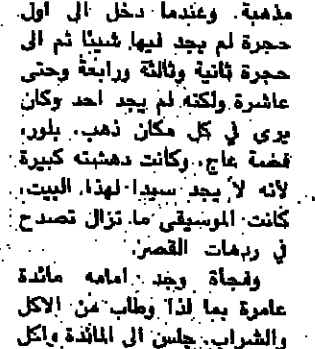 مذهبة. وعندما دخل الى اول
حجرة لم يجد فيها شيئا ثم الى
حجرة ثانية وثالثة ورابعة وحتى
عاشرة ولكنه لم يجد احد وكان
يرى في كل مكان ذهب، بلور،
فضة عاج. وكانت دهشته كبيرة
لأنه لا يجد سيدا لهذا البيت،
كانت الموسيقى ما تزال تصدح
في ردهات القصر.
وفجأة وجد امامه مائدة
عامرة بما لذا وطاب من الاكل
والشراب. جلس الى المائدة واكل